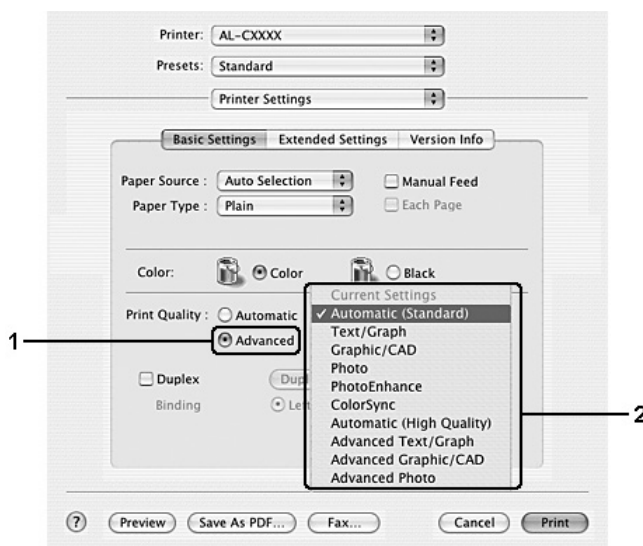 Printer: AL-CXXXX
Presets: Standard
Printer Settings
Basic Settings Extended Settings Version Info
Paper Source : Auto Selection Manual Feed
Paper Type : Plain Each Page
Color: Color Black
Print Quality : Automatic
1 Advanced
Duplex Dupl
Binding Left
Current Settings
✓ Automatic (Standard)
Text/Graph
Graphic/CAD
Photo
PhotoEnhance
ColorSync
Automatic (High Quality)
Advanced Text/Graph
Advanced Graphic/CAD
Advanced Photo
2
? Preview Save As PDF... Fax... Cancel Print